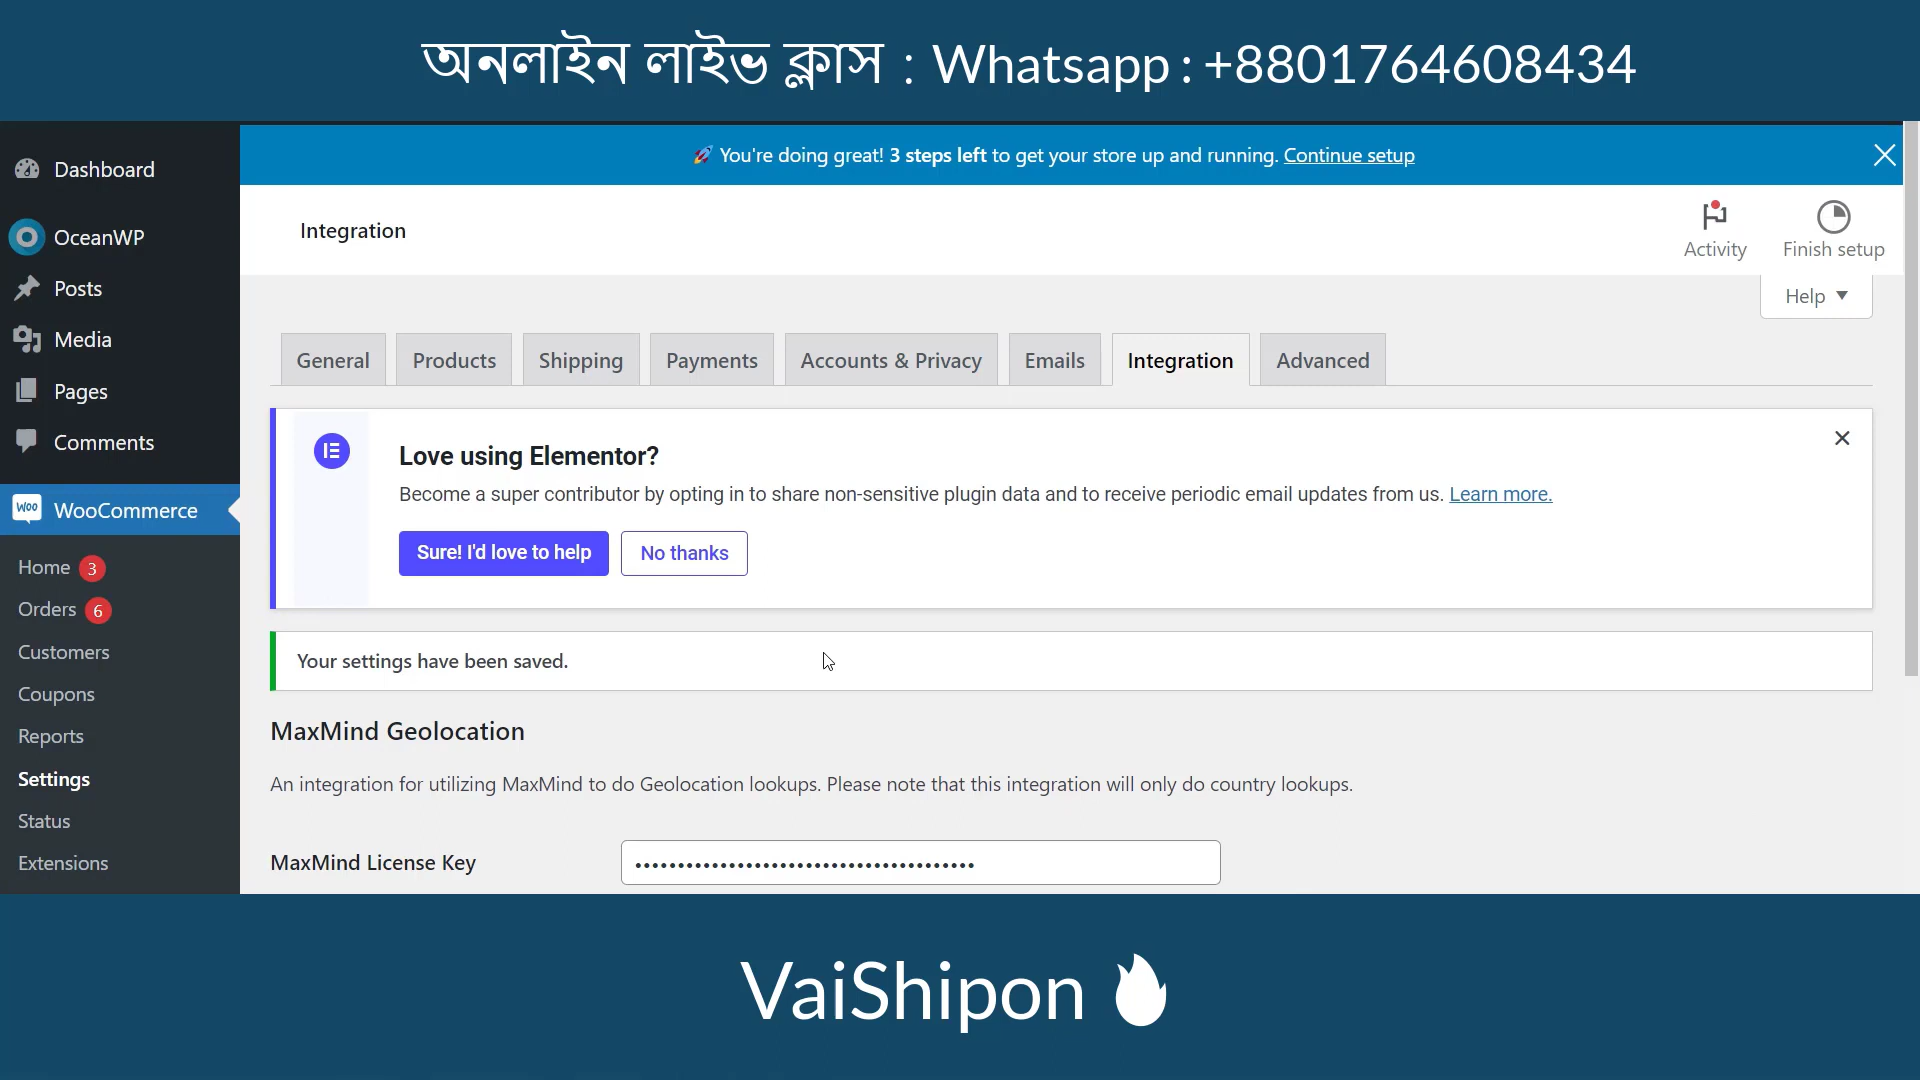 অনলাইন লাইভ ক্লাস : Whatsapp : +8801764608434
🚀 You're doing great! 3 steps left to get your store up and running. Continue setup
Dashboard
OceanWP
Posts
Media
Pages
Comments
WOO WooCommerce
Home 3
Orders 6
Customers
Coupons
Reports
Settings
Status
Extensions
Integration
Activity
Finish setup
Help
General
Products
Shipping
Payments
Accounts & Privacy
Emails
Integration
Advanced
Love using Elementor?
Become a super contributor by opting in to share non-sensitive plugin data and to receive periodic email updates from us. Learn more.
Sure! I'd love to help
No thanks
Your settings have been saved.
MaxMind Geolocation
An integration for utilizing MaxMind to do Geolocation lookups. Please note that this integration will only do country lookups.
MaxMind License Key
VaiShipon